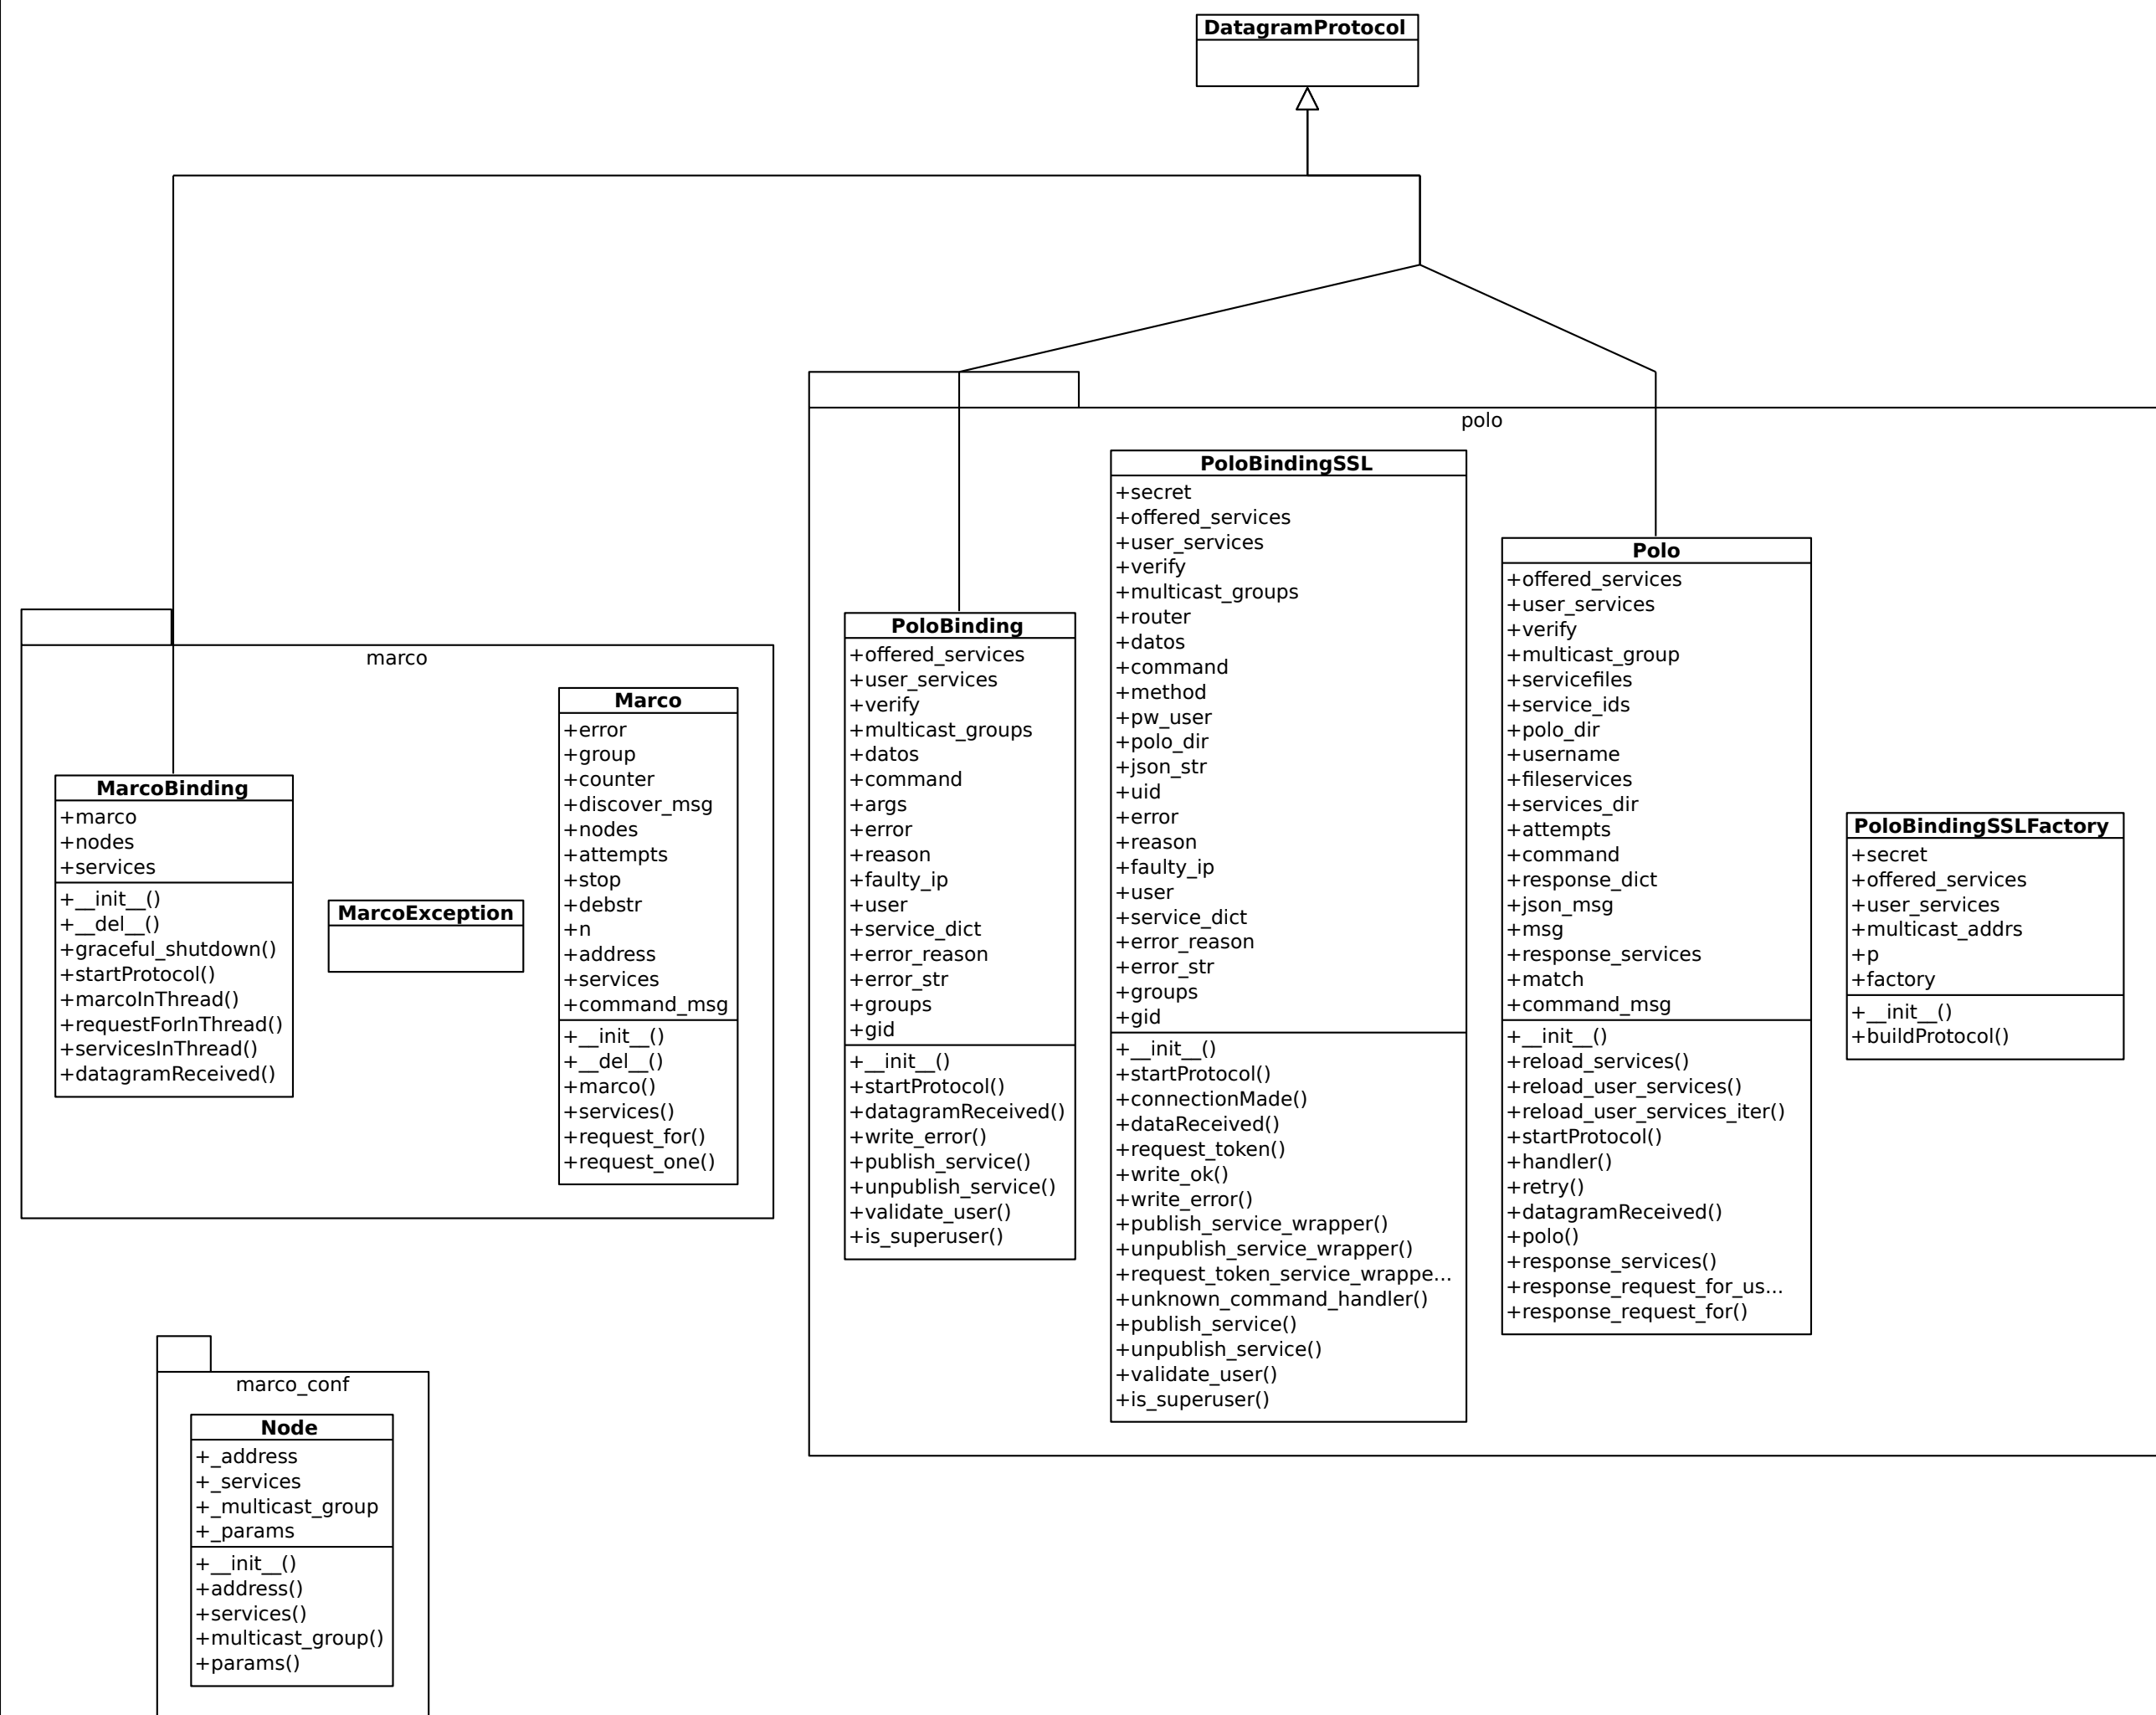 DatagramProtocol
polo
PoloBindingSSL
+secret
+offered_services
+user_services
+verify
+multicast_groups
+router
+datos
+command
+method
+pw_user
+polo_dir
+json_str
+uid
+error
+reason
+faulty_ip
+user
+service_dict
+error_reason
+error_str
+groups
+gid
+__init__()
+startProtocol()
+connectionMade()
+dataReceived()
+request_token()
+write_ok()
+write_error()
+publish_service_wrapper()
+unpublish_service_wrapper()
+request_token_service_wrappe...
+unknown_command_handler()
+publish_service()
+unpublish_service()
+validate_user()
+is_superuser()
Polo
+offered_services
+user_services
+verify
+multicast_group
+servicefiles
+service_ids
+polo_dir
+username
+fileservices
+services_dir
+attempts
+command
+response_dict
+json_msg
+msg
+response_services
+match
+command_msg
+__init__()
+reload_services()
+reload_user_services()
+reload_user_services_iter()
+startProtocol()
+handler()
+retry()
+datagramReceived()
+polo()
+response_services()
+response_request_for_us...
+response_request_for()
PoloBinding
+offered_services
+user_services
+verify
+multicast_groups
+datos
+command
+args
+error
+reason
+faulty_ip
+user
+service_dict
+error_reason
+error_str
+groups
+gid
+__init__()
+startProtocol()
+datagramReceived()
+write_error()
+publish_service()
+unpublish_service()
+validate_user()
+is_superuser()
PoloBindingSSLFactory
+secret
+offered_services
+user_services
+multicast_addrs
+p
+factory
+__init__()
+buildProtocol()
marco
Marco
+error
+group
+counter
+discover_msg
+nodes
+attempts
+stop
+debstr
+n
+address
+services
+command_msg
+__init__()
+__del__()
+marco()
+services()
+request_for()
+request_one()
MarcoBinding
+marco
+nodes
+services
+__init__()
+__del__()
+graceful_shutdown()
+startProtocol()
+marcoInThread()
+requestForInThread()
+servicesInThread()
+datagramReceived()
MarcoException
marco_conf
Node
+_address
+_services
+_multicast_group
+_params
+__init__()
+address()
+services()
+multicast_group()
+params()